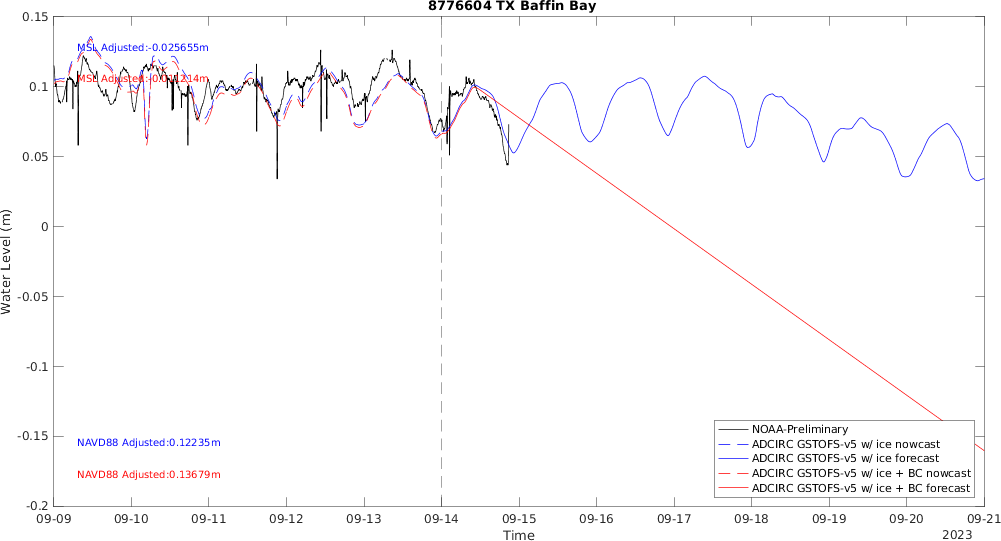 8776604 TX Baffin Bay
0.15
0.1
0.05
0
-0.05
-0.1
-0.15
-0.2
Water Level (m)
MSL Adjusted:-0.025655m
MSL
NAVD88 Adjusted:0.12235m
NAVD88 Adjusted:0.13679m
NOAA-Preliminary
ADCIRC GSTOFS-v5 w/ ice nowcast
ADCIRC GSTOFS-v5 w/ ice forecast
ADCIRC GSTOFS-v5 w/ ice + BC nowcast
ADCIRC GSTOFS-v5 w/ ice + BC forecast
09-09 09-10 09-11 09-12 09-13 09-14 09-15 09-16 09-17 09-18 09-19 09-20 09-21
Time
2023